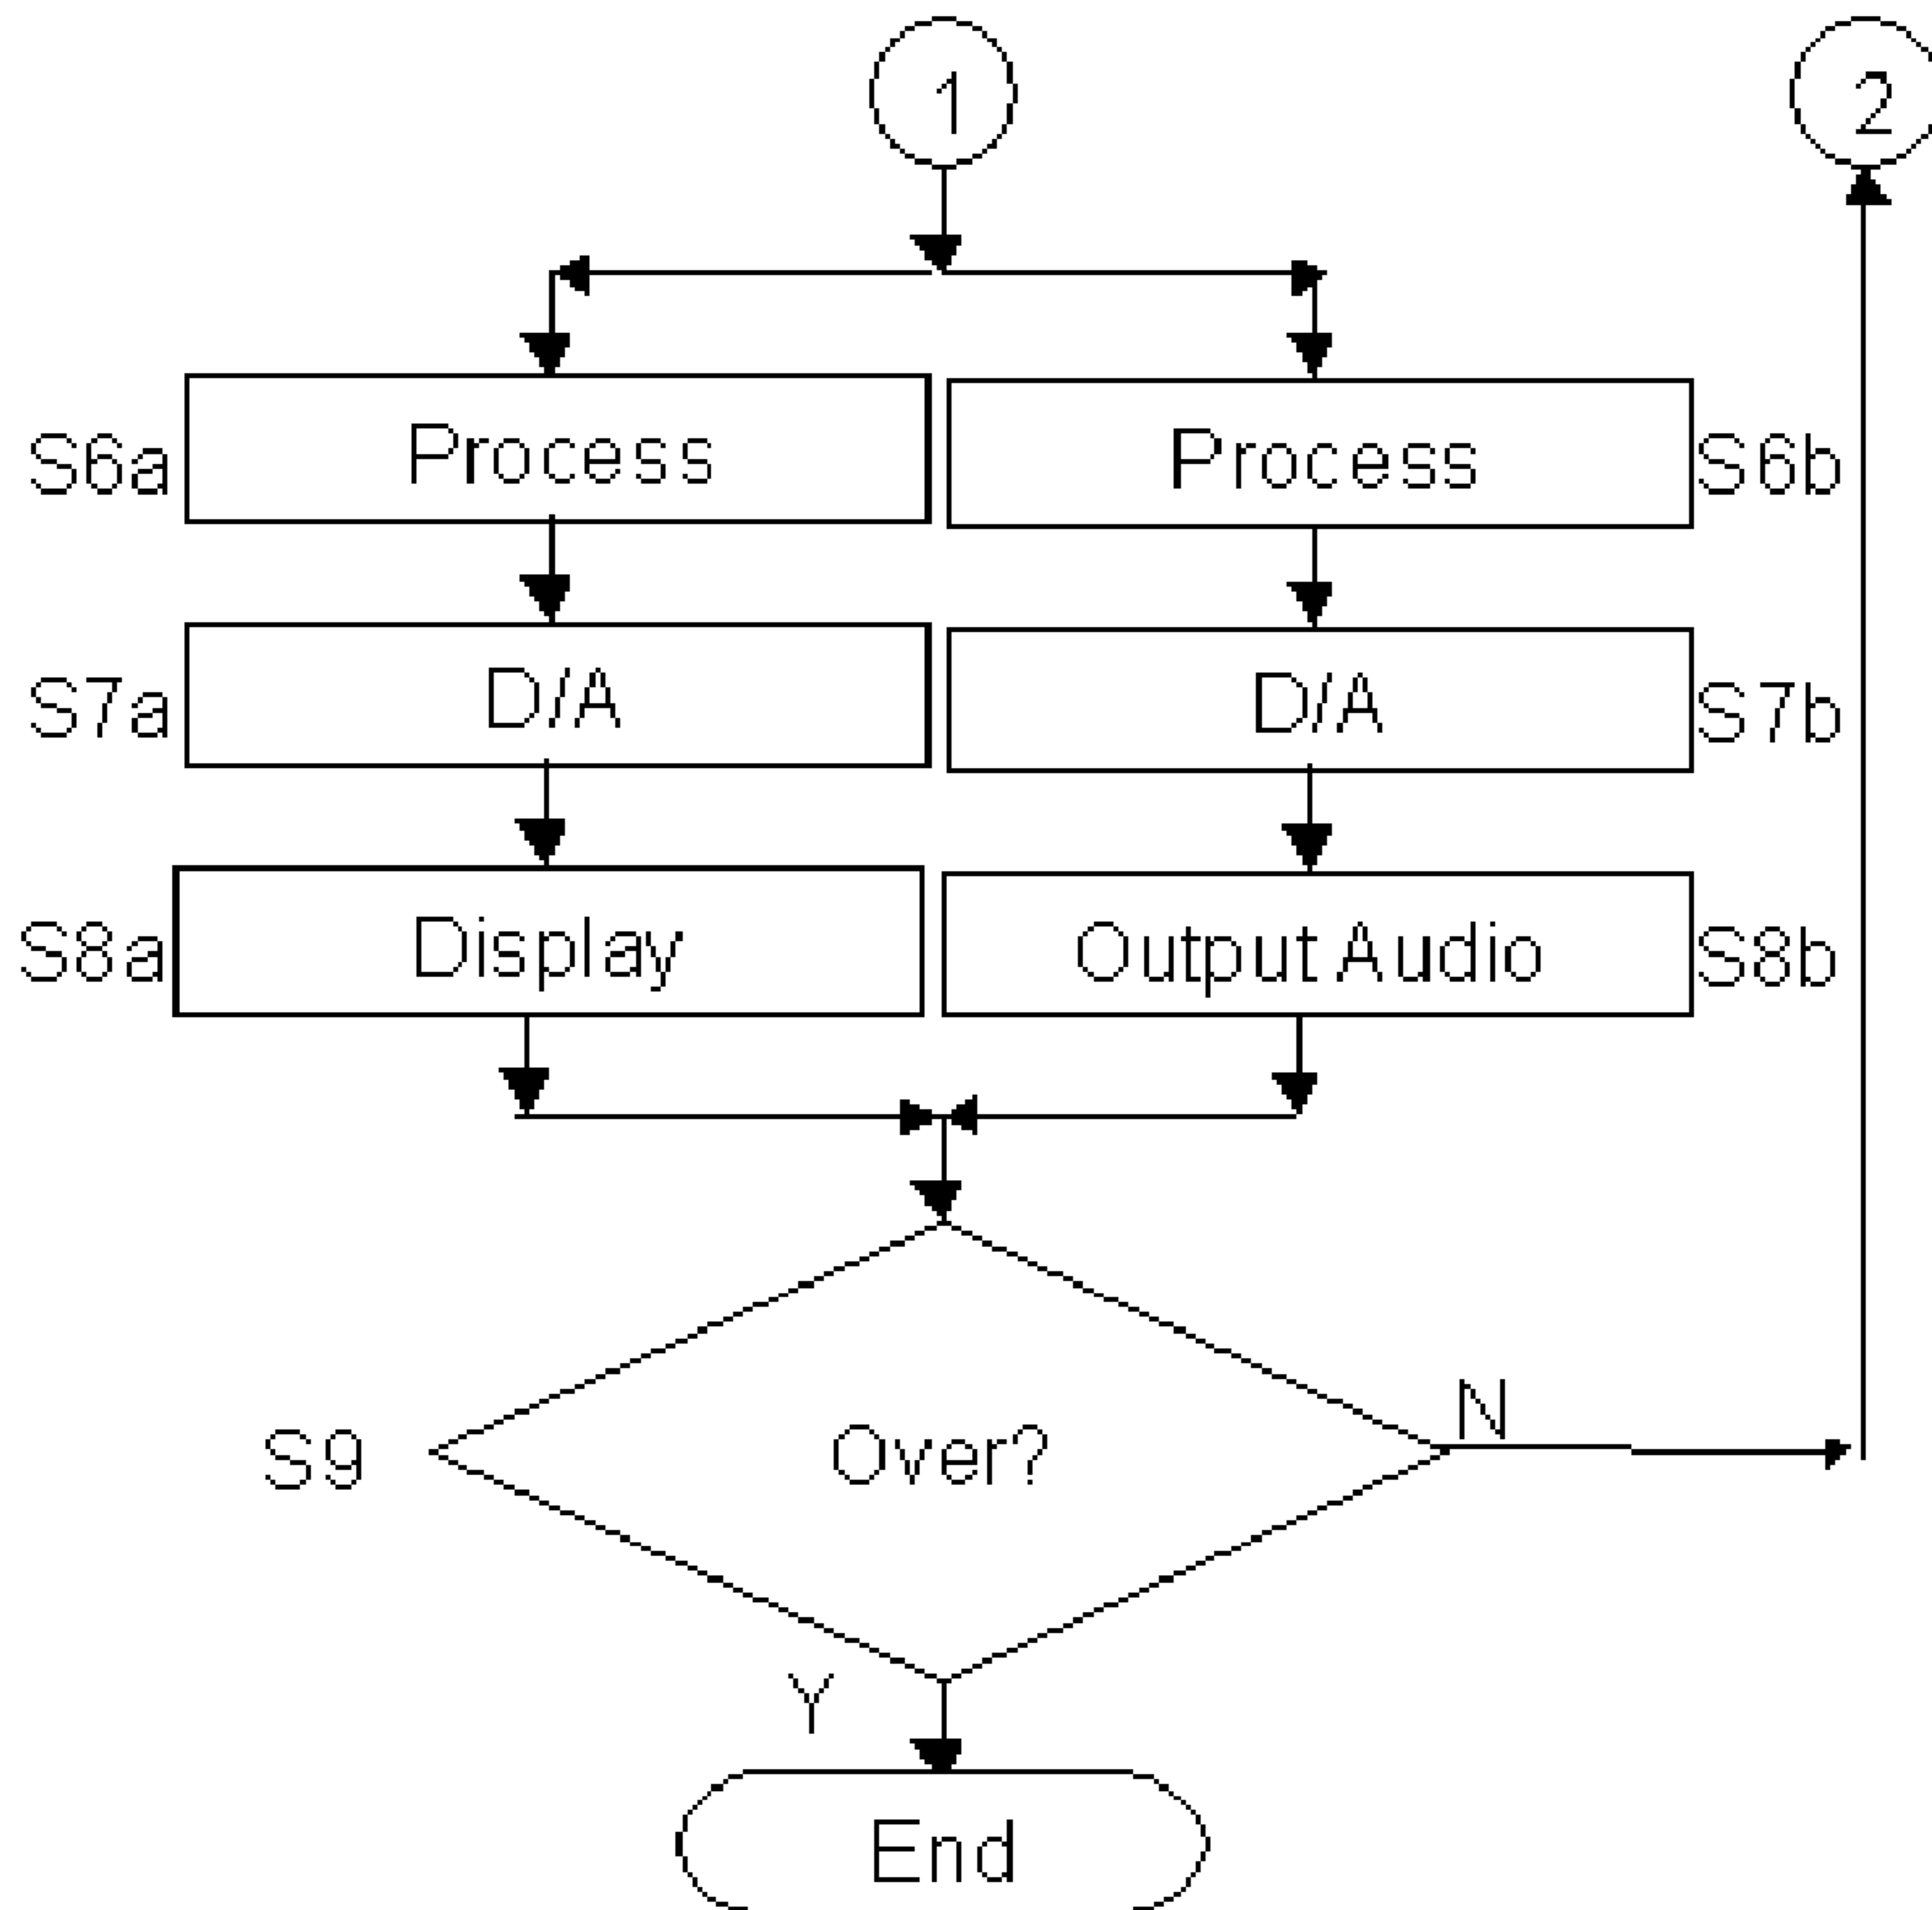 1 2
S6a Process Process S6b
S7a D/A D/A S7b
S8a Display Output Audio S8b
N
S9 Over?
Y
End